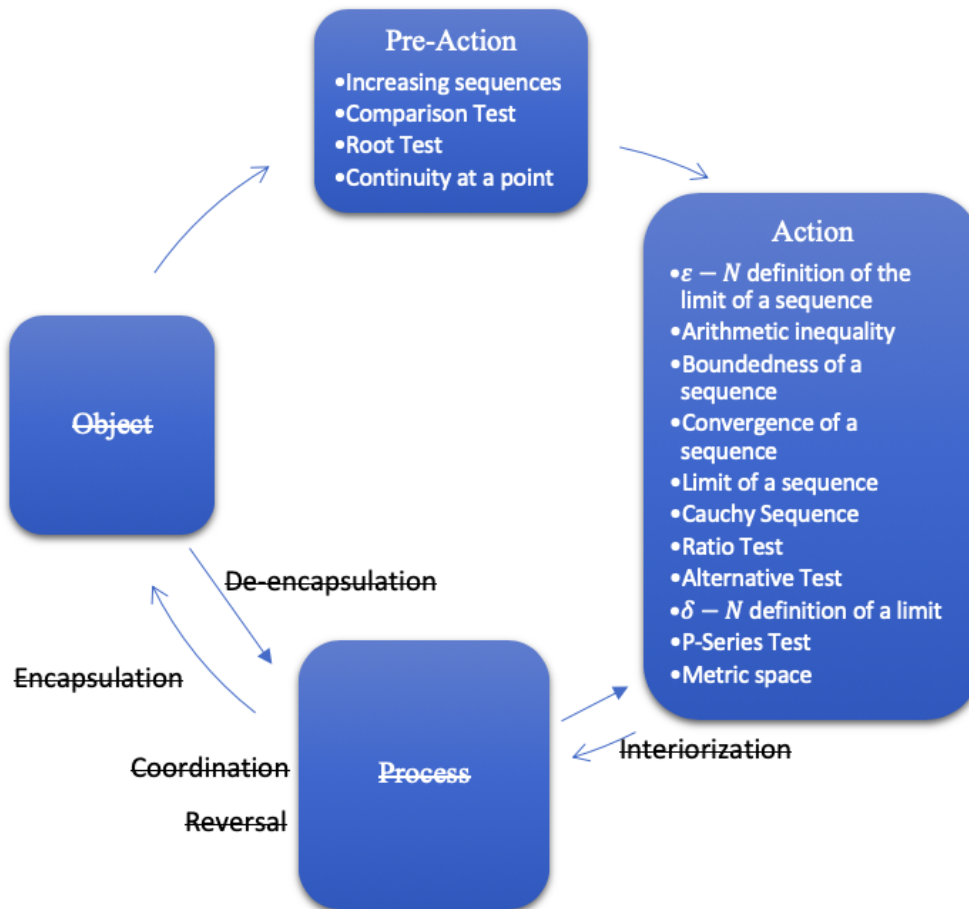 Pre-Action
•Increasing sequences
•Comparison Test
•Root Test
•Continuity at a point
Action
•ε − N definition of the
limit of a sequence
•Arithmetic inequality
•Boundedness of a
sequence
•Convergence of a
sequence
•Limit of a sequence
•Cauchy Sequence
•Ratio Test
•Alternative Test
•δ − N definition of a limit
•P-Series Test
•Metric space
Object
De-encapsulation
Encapsulation
Interiorization
Coordination
Process
Reversal